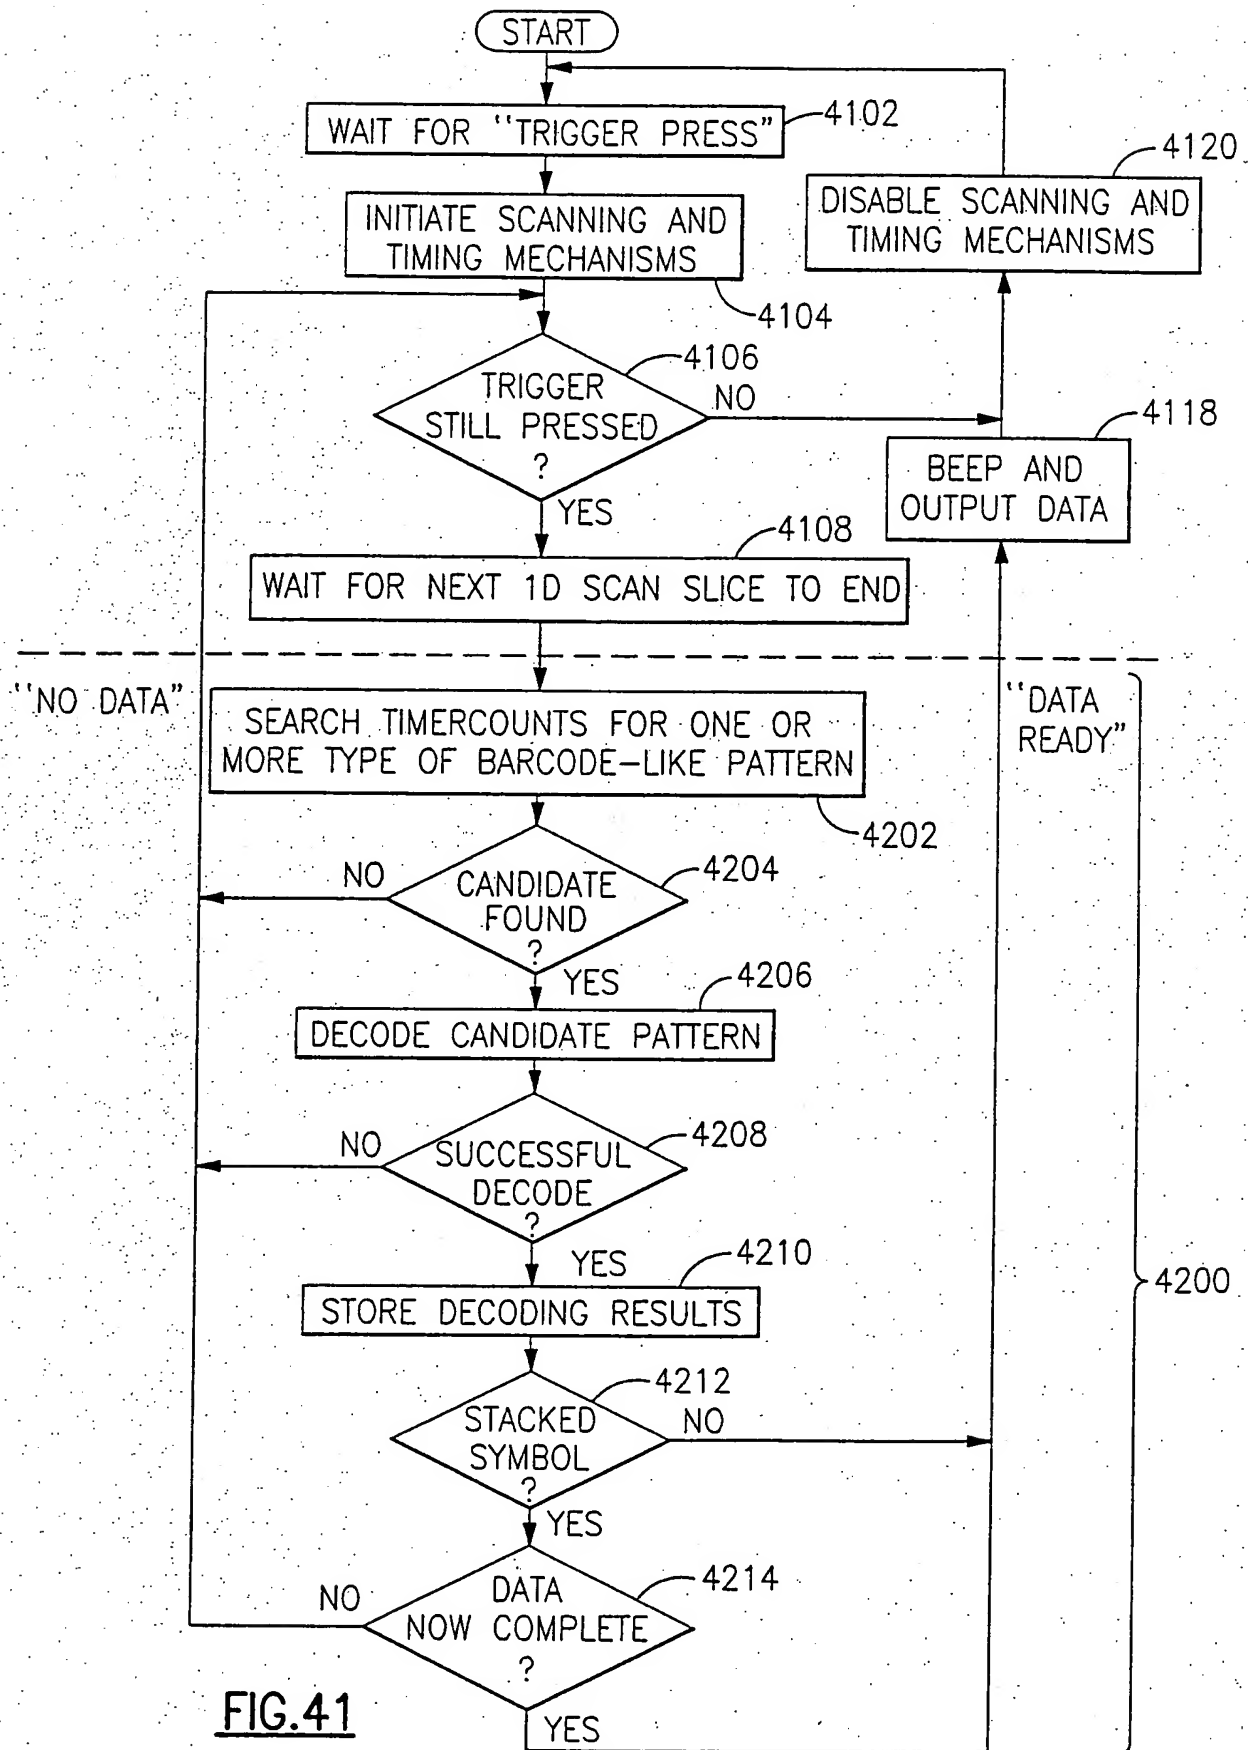 START
WAIT FOR "TRIGGER PRESS"
4102
INITIATE SCANNING AND
TIMING MECHANISMS
4104
DISABLE SCANNING AND
TIMING MECHANISMS
4120
TRIGGER
STILL PRESSED
?
4106
NO
YES
BEEP AND
OUTPUT DATA
4118
WAIT FOR NEXT 1D SCAN SLICE TO END
4108
"NO DATA"
"DATA
READY"
SEARCH TIMERCOUNTS FOR ONE OR
MORE TYPE OF BARCODE-LIKE PATTERN
4202
CANDIDATE
FOUND
?
4204
NO
YES
DECODE CANDIDATE PATTERN
4206
SUCCESSFUL
DECODE
?
4208
NO
YES
STORE DECODING RESULTS
4210
4200
STACKED
SYMBOL
?
4212
NO
YES
DATA
NOW COMPLETE
?
4214
NO
YES
FIG.41